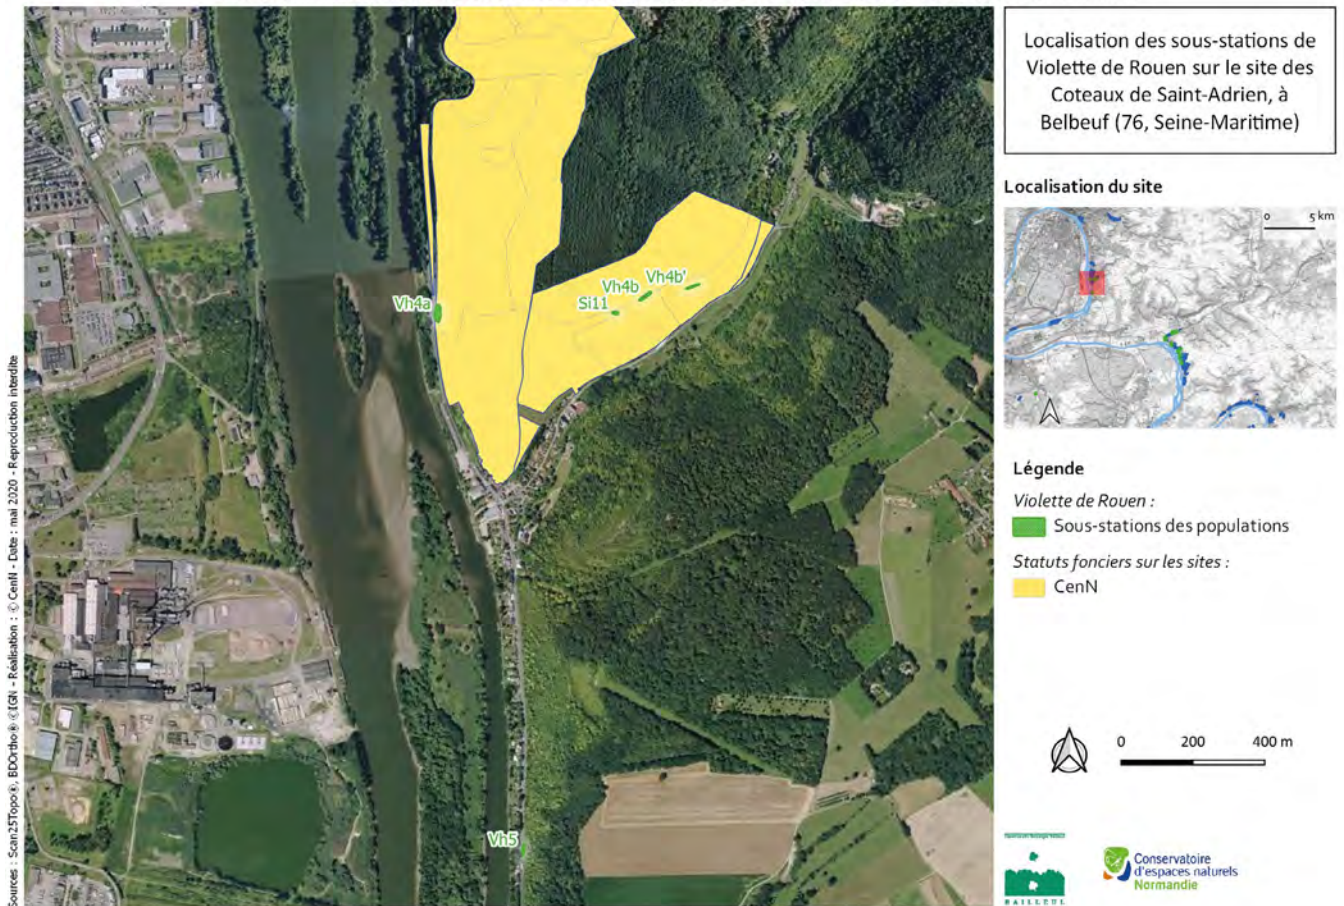 Localisation des sous-stations de
Violette de Rouen sur le site des
Coteaux de Saint-Adrien, à
Belbeuf (76, Seine-Maritime)
Localisation du site
0 5 km
Légende
Violette de Rouen :
Sous-stations des populations
Statuts fonciers sur les sites :
CenN
0 200 400 m
BAILLEUL
Conservatoire
d'espaces naturels
Normandie
Vh4a
Si11
Vh4b
Vh4b'
Vh5
Sources : Scan25Topo®, BDOrtho® ©IGN - Réalisation : © CenN - Date : mai 2020 - Reproduction interdite